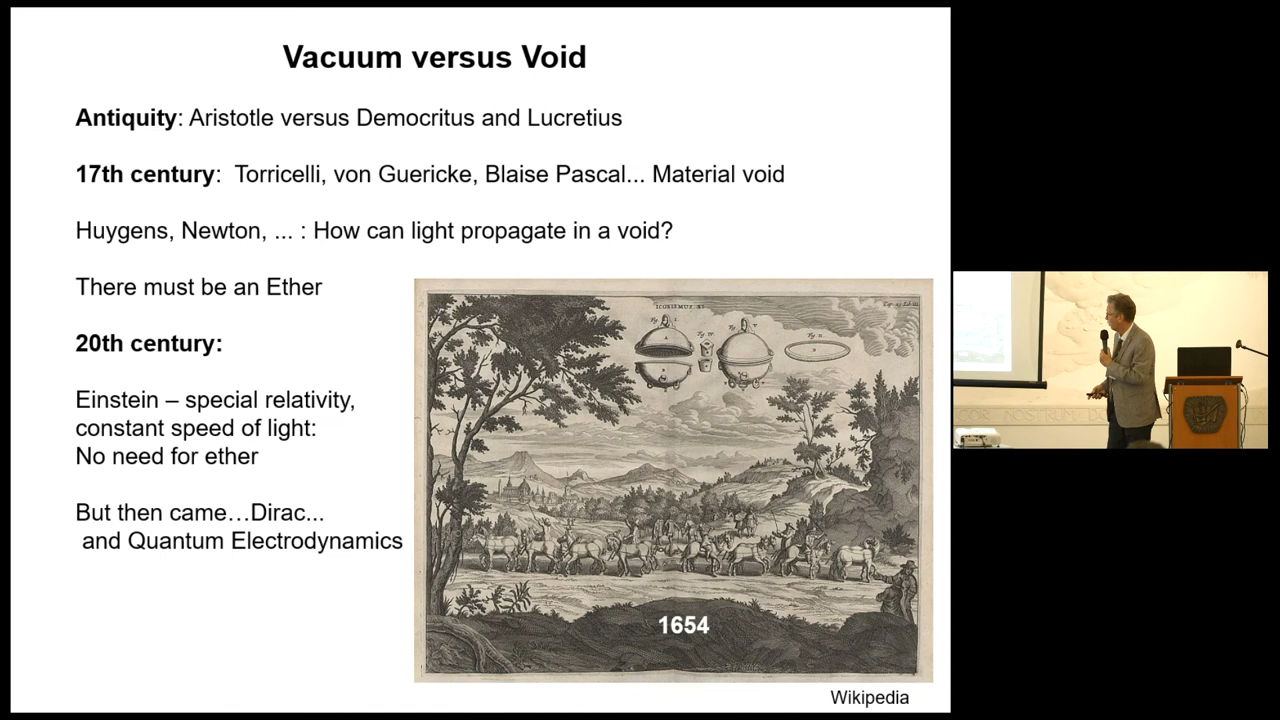 Vacuum versus Void
Antiquity: Aristotle versus Democritus and Lucretius
17th century: Torricelli, von Guericke, Blaise Pascal... Material void
Huygens, Newton, ... : How can light propagate in a void?
There must be an Ether
20th century:
Einstein – special relativity,
constant speed of light:
No need for ether
But then came…Dirac...
and Quantum Electrodynamics
1654
Wikipedia
NOSTRUM